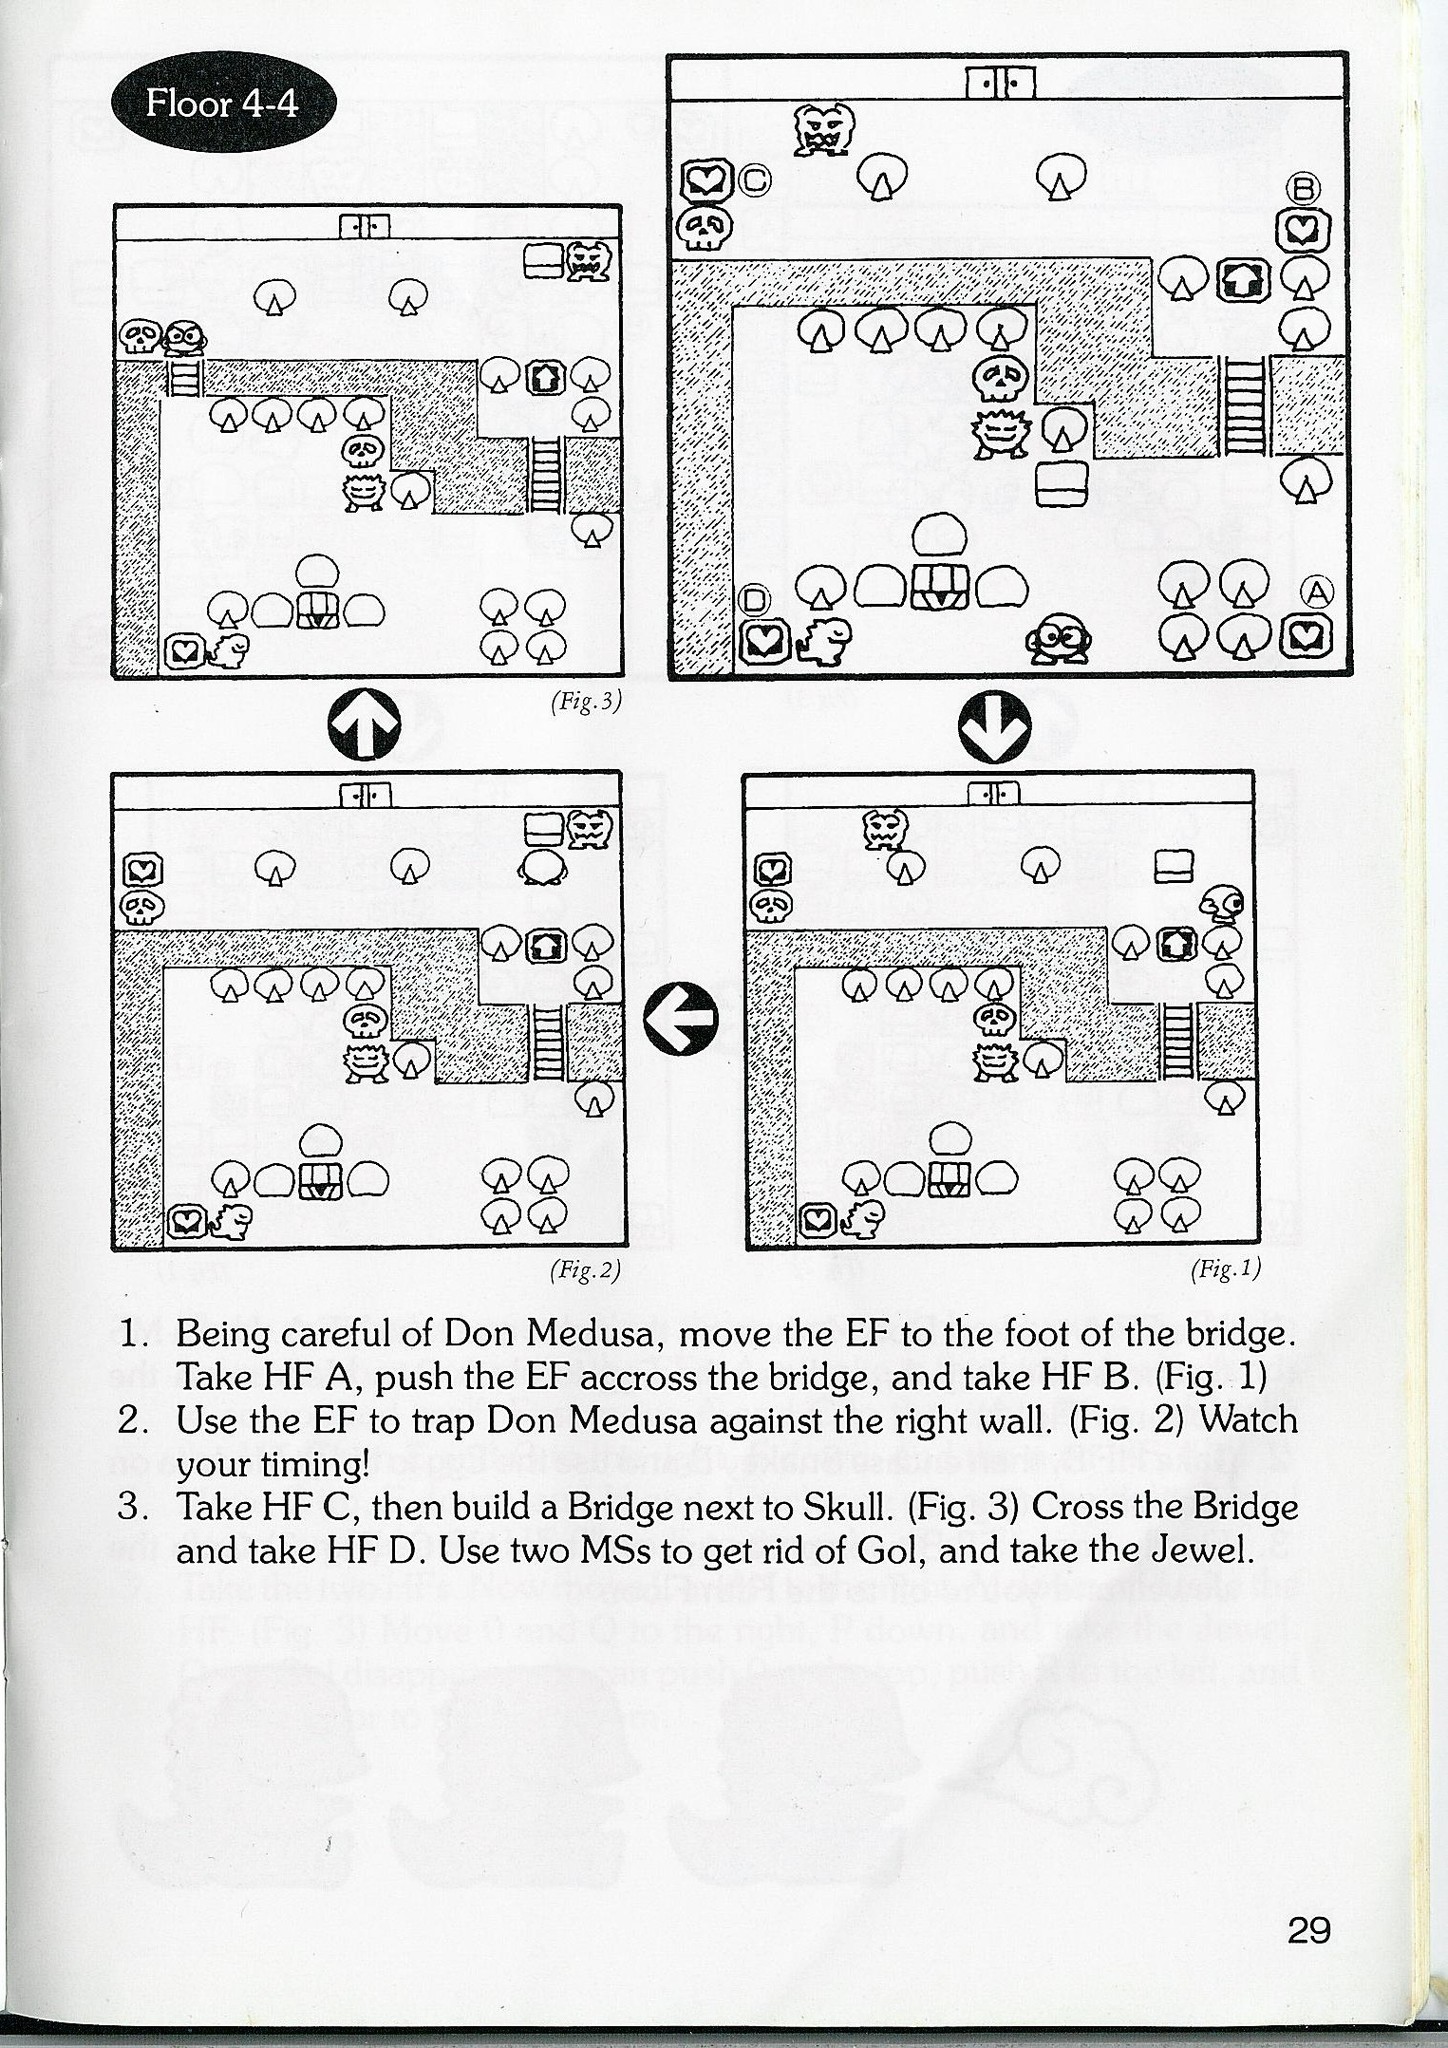 Floor 4-4
C
B
D
A
(Fig.3)
(Fig.2)
(Fig.1)
1. Being careful of Don Medusa, move the EF to the foot of the bridge.
Take HF A, push the EF accross the bridge, and take HF B. (Fig. 1)
2. Use the EF to trap Don Medusa against the right wall. (Fig. 2) Watch
your timing!
3. Take HF C, then build a Bridge next to Skull. (Fig. 3) Cross the Bridge
and take HF D. Use two MSs to get rid of Gol, and take the Jewel.
29